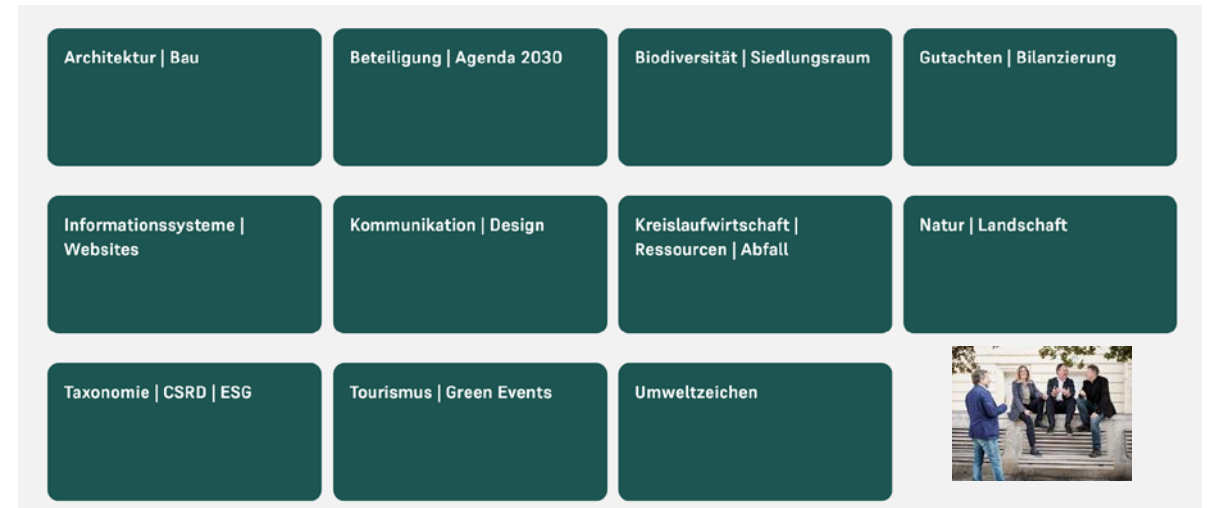 Architektur | Bau
Beteiligung | Agenda 2030
Biodiversität | Siedlungsraum
Gutachten | Bilanzierung
Informationssysteme |
Websites
Kommunikation | Design
Kreislaufwirtschaft |
Ressourcen | Abfall
Natur | Landschaft
Taxonomie | CSRD | ESG
Tourismus | Green Events
Umweltzeichen